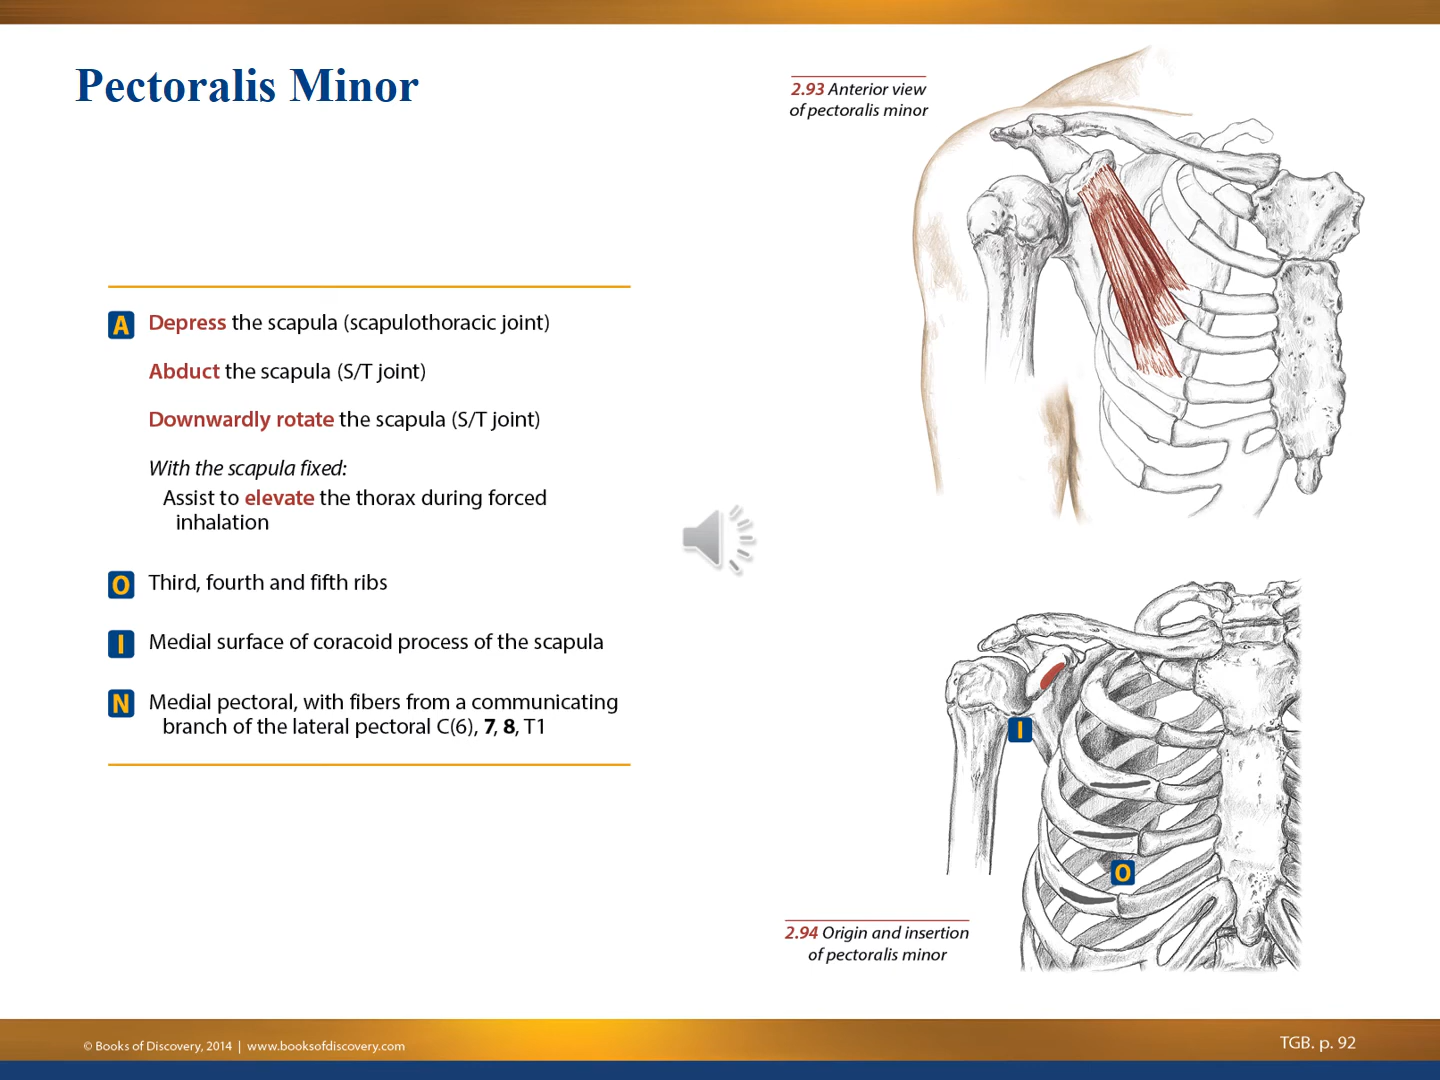 Pectoralis Minor
2.93 Anterior view
of pectoralis minor
A Depress the scapula (scapulothoracic joint)
Abduct the scapula (S/T joint)
Downwardly rotate the scapula (S/T joint)
With the scapula fixed:
Assist to elevate the thorax during forced
inhalation
O Third, fourth and fifth ribs
I Medial surface of coracoid process of the scapula
N Medial pectoral, with fibers from a communicating
branch of the lateral pectoral C(6), 7, 8, T1
I
O
2.94 Origin and insertion
of pectoralis minor
© Books of Discovery, 2014 | www.booksofdiscovery.com
TGB. p. 92